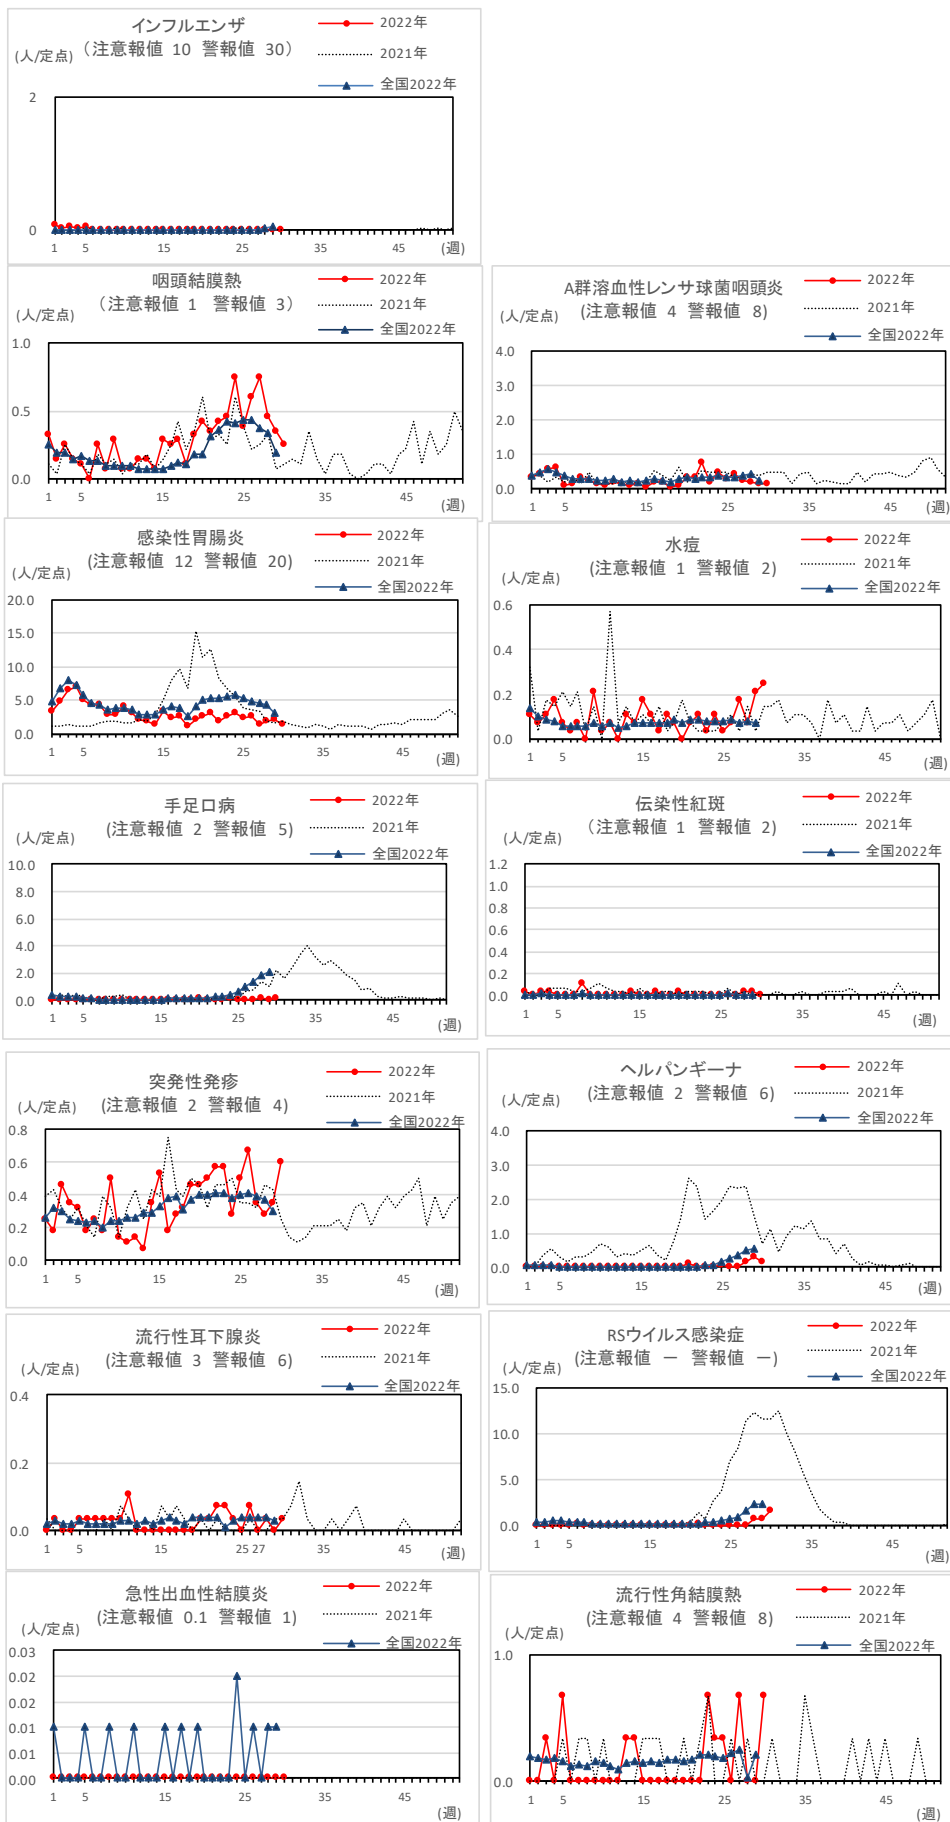 インフルエンザ
（注意報値 10 警報値 30）
(人/定点)
2022年
2021年
全国2022年
2
0
1 5 15 25 35 45
(週)
咽頭結膜熱
（注意報値 1 警報値 3）
(人/定点)
2022年
2021年
全国2022年
1.0
0.5
0.0
1 5 15 25 35 45
(週)
A群溶血性レンサ球菌咽頭炎
(注意報値 4 警報値 8)
(人/定点)
2022年
2021年
全国2022年
4.0
3.0
2.0
1.0
0.0
1 5 15 25 35 45
(週)
感染性胃腸炎
(注意報値 12 警報値 20)
(人/定点)
2022年
2021年
全国2022年
20.0
15.0
10.0
5.0
0.0
1 5 15 25 35 45
(週)
水痘
(注意報値 1 警報値 2)
(人/定点)
2022年
2021年
全国2022年
0.6
0.4
0.2
0.0
1 5 15 25 35 45
(週)
手足口病
(注意報値 2 警報値 5)
(人/定点)
2022年
2021年
全国2022年
10.0
8.0
6.0
4.0
2.0
0.0
1 5 15 25 35 45
(週)
伝染性紅斑
（注意報値 1 警報値 2)
(人/定点)
2022年
2021年
全国2022年
1.2
1.0
0.8
0.6
0.4
0.2
0.0
1 5 15 25 35 45
(週)
突発性発疹
(注意報値 2 警報値 4)
(人/定点)
2022年
2021年
全国2022年
0.8
0.6
0.4
0.2
0.0
1 5 15 25 35 45
(週)
ヘルパンギーナ
(注意報値 2 警報値 6)
(人/定点)
2022年
2021年
全国2022年
4.0
3.0
2.0
1.0
0.0
1 5 15 25 35 45
(週)
流行性耳下腺炎
(注意報値 3 警報値 6)
(人/定点)
2022年
2021年
全国2022年
0.4
0.2
0.0
1 5 15 25 27 35 45
(週)
RSウイルス感染症
(注意報値 － 警報値 －)
(人/定点)
2022年
2021年
全国2022年
15.0
10.0
5.0
0.0
1 5 15 25 35 45
(週)
急性出血性結膜炎
(注意報値 0.1 警報値 1)
(人/定点)
2022年
2021年
全国2022年
0.03
0.02
0.02
0.01
0.01
0.00
1 5 15 25 35 45
(週)
流行性角結膜熱
(注意報値 4 警報値 8)
(人/定点)
2022年
2021年
全国2022年
1.0
0.0
1 5 15 25 35 45
(週)